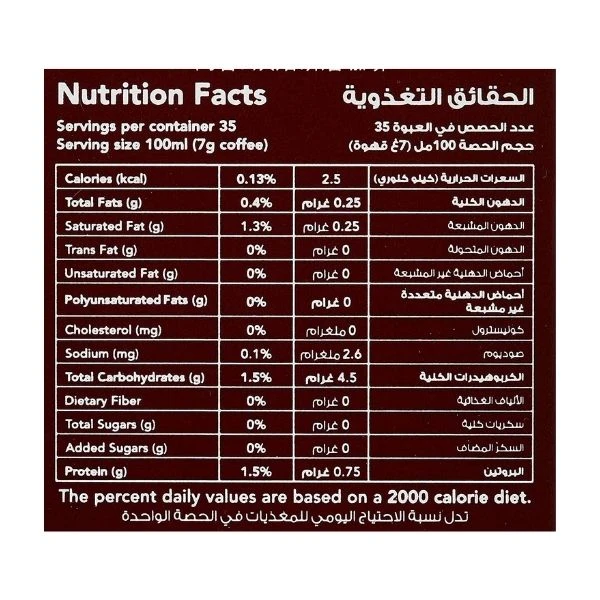 Nutrition Facts الحقائق التغذوية
Servings per container 35 عدد الحصص في العبوة 35
Serving size 100ml (7g coffee) حجم الحصة 100مل (7غ قهوة)
Calories (kcal) 0.13% 2.5 السعرات الحرارية (كيلو كلوري)
Total Fats (g) 0.4% 0.25 غرام الدهون الكلية
Saturated Fat (g) 1.3% 0.25 غرام الدهون المشبعة
Trans Fat (g) 0% 0 غرام الدهون المتحولة
Unsaturated Fat (g) 0% 0 غرام أحماض الدهنية غير المشبعة
Polyunsaturated Fats (g) 0% 0 غرام أحماض الدهنية متعددة
غير مشبعة
Cholesterol (mg) 0% 0 ملغرام كوليسترول
Sodium (mg) 0.1% 2.6 ملغرام صوديوم
Total Carbohydrates (g) 1.5% 4.5 غرام الكربوهيدرات الكلية
Dietary Fiber 0% 0 غرام الألياف الغذائية
Total Sugars (g) 0% 0 غرام سكريات كلية
Added Sugars (g) 0% 0 غرام السكر المضاف
Protein (g) 1.5% 0.75 غرام البروتين
The percent daily values are based on a 2000 calorie diet.
تدل نسبة الاحتياج اليومي للمغذيات في الحصة الواحدة